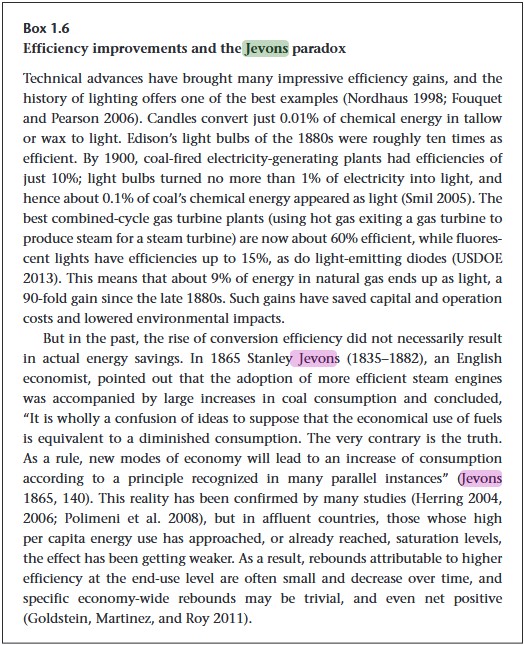 Box 1.6
Efficiency improvements and the Jevons paradox
Technical advances have brought many impressive efficiency gains, and the
history of lighting offers one of the best examples (Nordhaus 1998; Fouquet
and Pearson 2006). Candles convert just 0.01% of chemical energy in tallow
or wax to light. Edison’s light bulbs of the 1880s were roughly ten times as
efficient. By 1900, coal-fired electricity-generating plants had efficiencies of
just 10%; light bulbs turned no more than 1% of electricity into light, and
hence about 0.1% of coal’s chemical energy appeared as light (Smil 2005). The
best combined-cycle gas turbine plants (using hot gas exiting a gas turbine to
produce steam for a steam turbine) are now about 60% efficient, while fluores-
cent lights have efficiencies up to 15%, as do light-emitting diodes (USDOE
2013). This means that about 9% of energy in natural gas ends up as light, a
90-fold gain since the late 1880s. Such gains have saved capital and operation
costs and lowered environmental impacts.
But in the past, the rise of conversion efficiency did not necessarily result
in actual energy savings. In 1865 Stanley Jevons (1835–1882), an English
economist, pointed out that the adoption of more efficient steam engines
was accompanied by large increases in coal consumption and concluded,
“It is wholly a confusion of ideas to suppose that the economical use of fuels
is equivalent to a diminished consumption. The very contrary is the truth.
As a rule, new modes of economy will lead to an increase of consumption
according to a principle recognized in many parallel instances” (Jevons
1865, 140). This reality has been confirmed by many studies (Herring 2004,
2006; Polimeni et al. 2008), but in affluent countries, those whose high
per capita energy use has approached, or already reached, saturation levels,
the effect has been getting weaker. As a result, rebounds attributable to higher
efficiency at the end-use level are often small and decrease over time, and
specific economy-wide rebounds may be trivial, and even net positive
(Goldstein, Martinez, and Roy 2011).